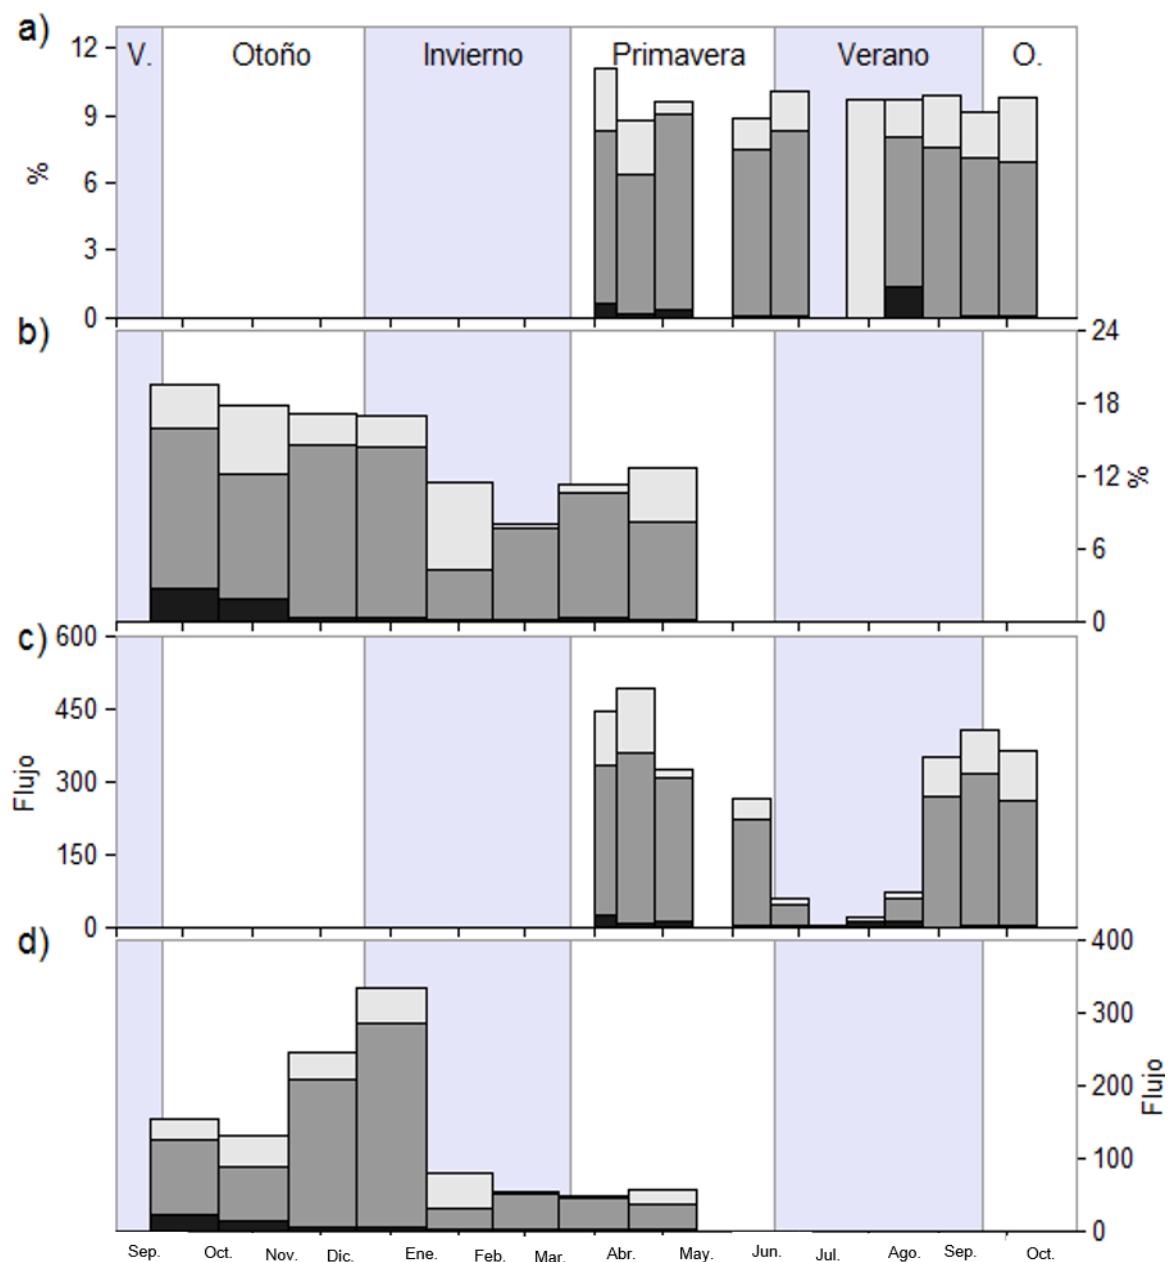 a)
V. Otoño Invierno Primavera Verano O.
12
9
6
3
0
%
b)
24
18
12
6
0
%
c)
600
450
300
150
0
Flujo
d)
400
300
200
100
0
Flujo
Sep. Oct. Nov. Dic. Ene. Feb. Mar. Abr. May. Jun. Jul. Ago. Sep. Oct.